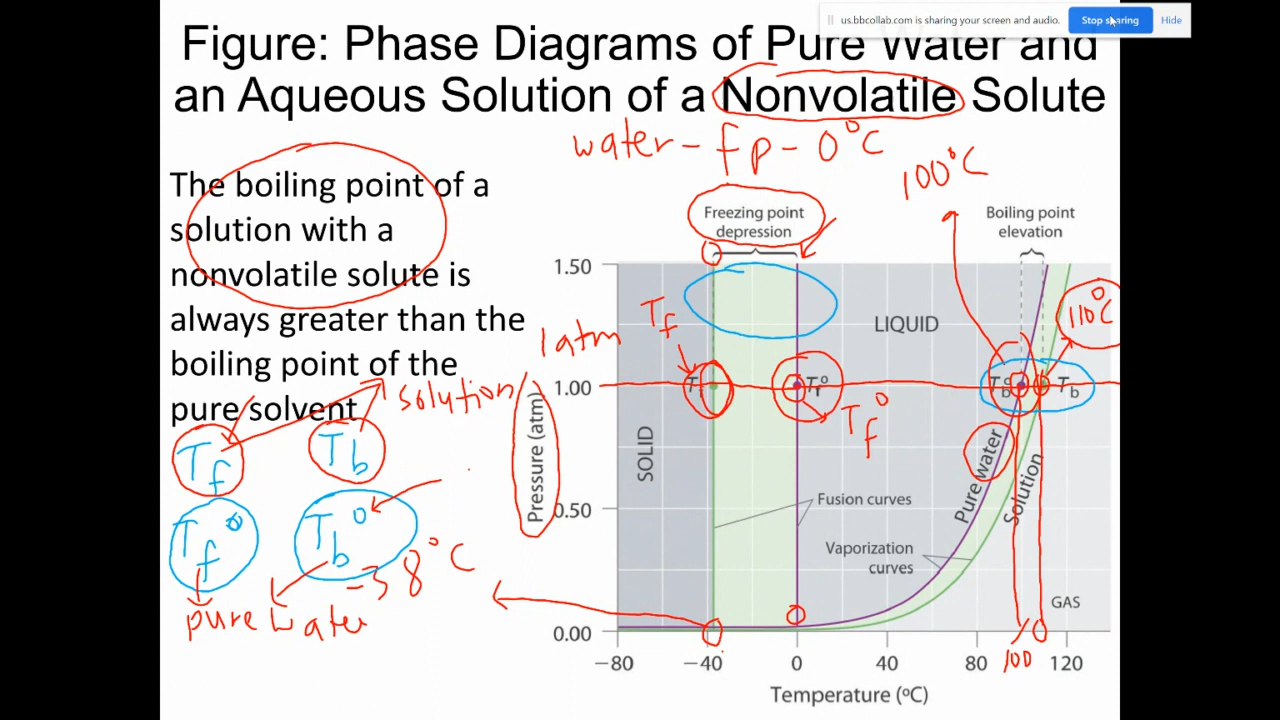 us.bbcollab.com is sharing your screen and audio. Stop sharing Hide
Figure: Phase Diagrams of Pure Water and
an Aqueous Solution of a Nonvolatile Solute
water - fp - 0°C
100°C
The boiling point of a
solution with a
nonvolatile solute is
always greater than the
boiling point of the
pure solvent
solution
Tf
Tb
Tf°
Tb°
-38°C
pure water
Freezing point
depression
Boiling point
elevation
1.50
Tf
LIQUID
110°C
1atm
1.00
Tf°
Tb°
Tb
Tf°
Pressure (atm)
SOLID
Pure water
Solution
0.50
Fusion curves
Vaporization
curves
GAS
0.00
−80
−40
0
40
80
100
120
Temperature (ºC)